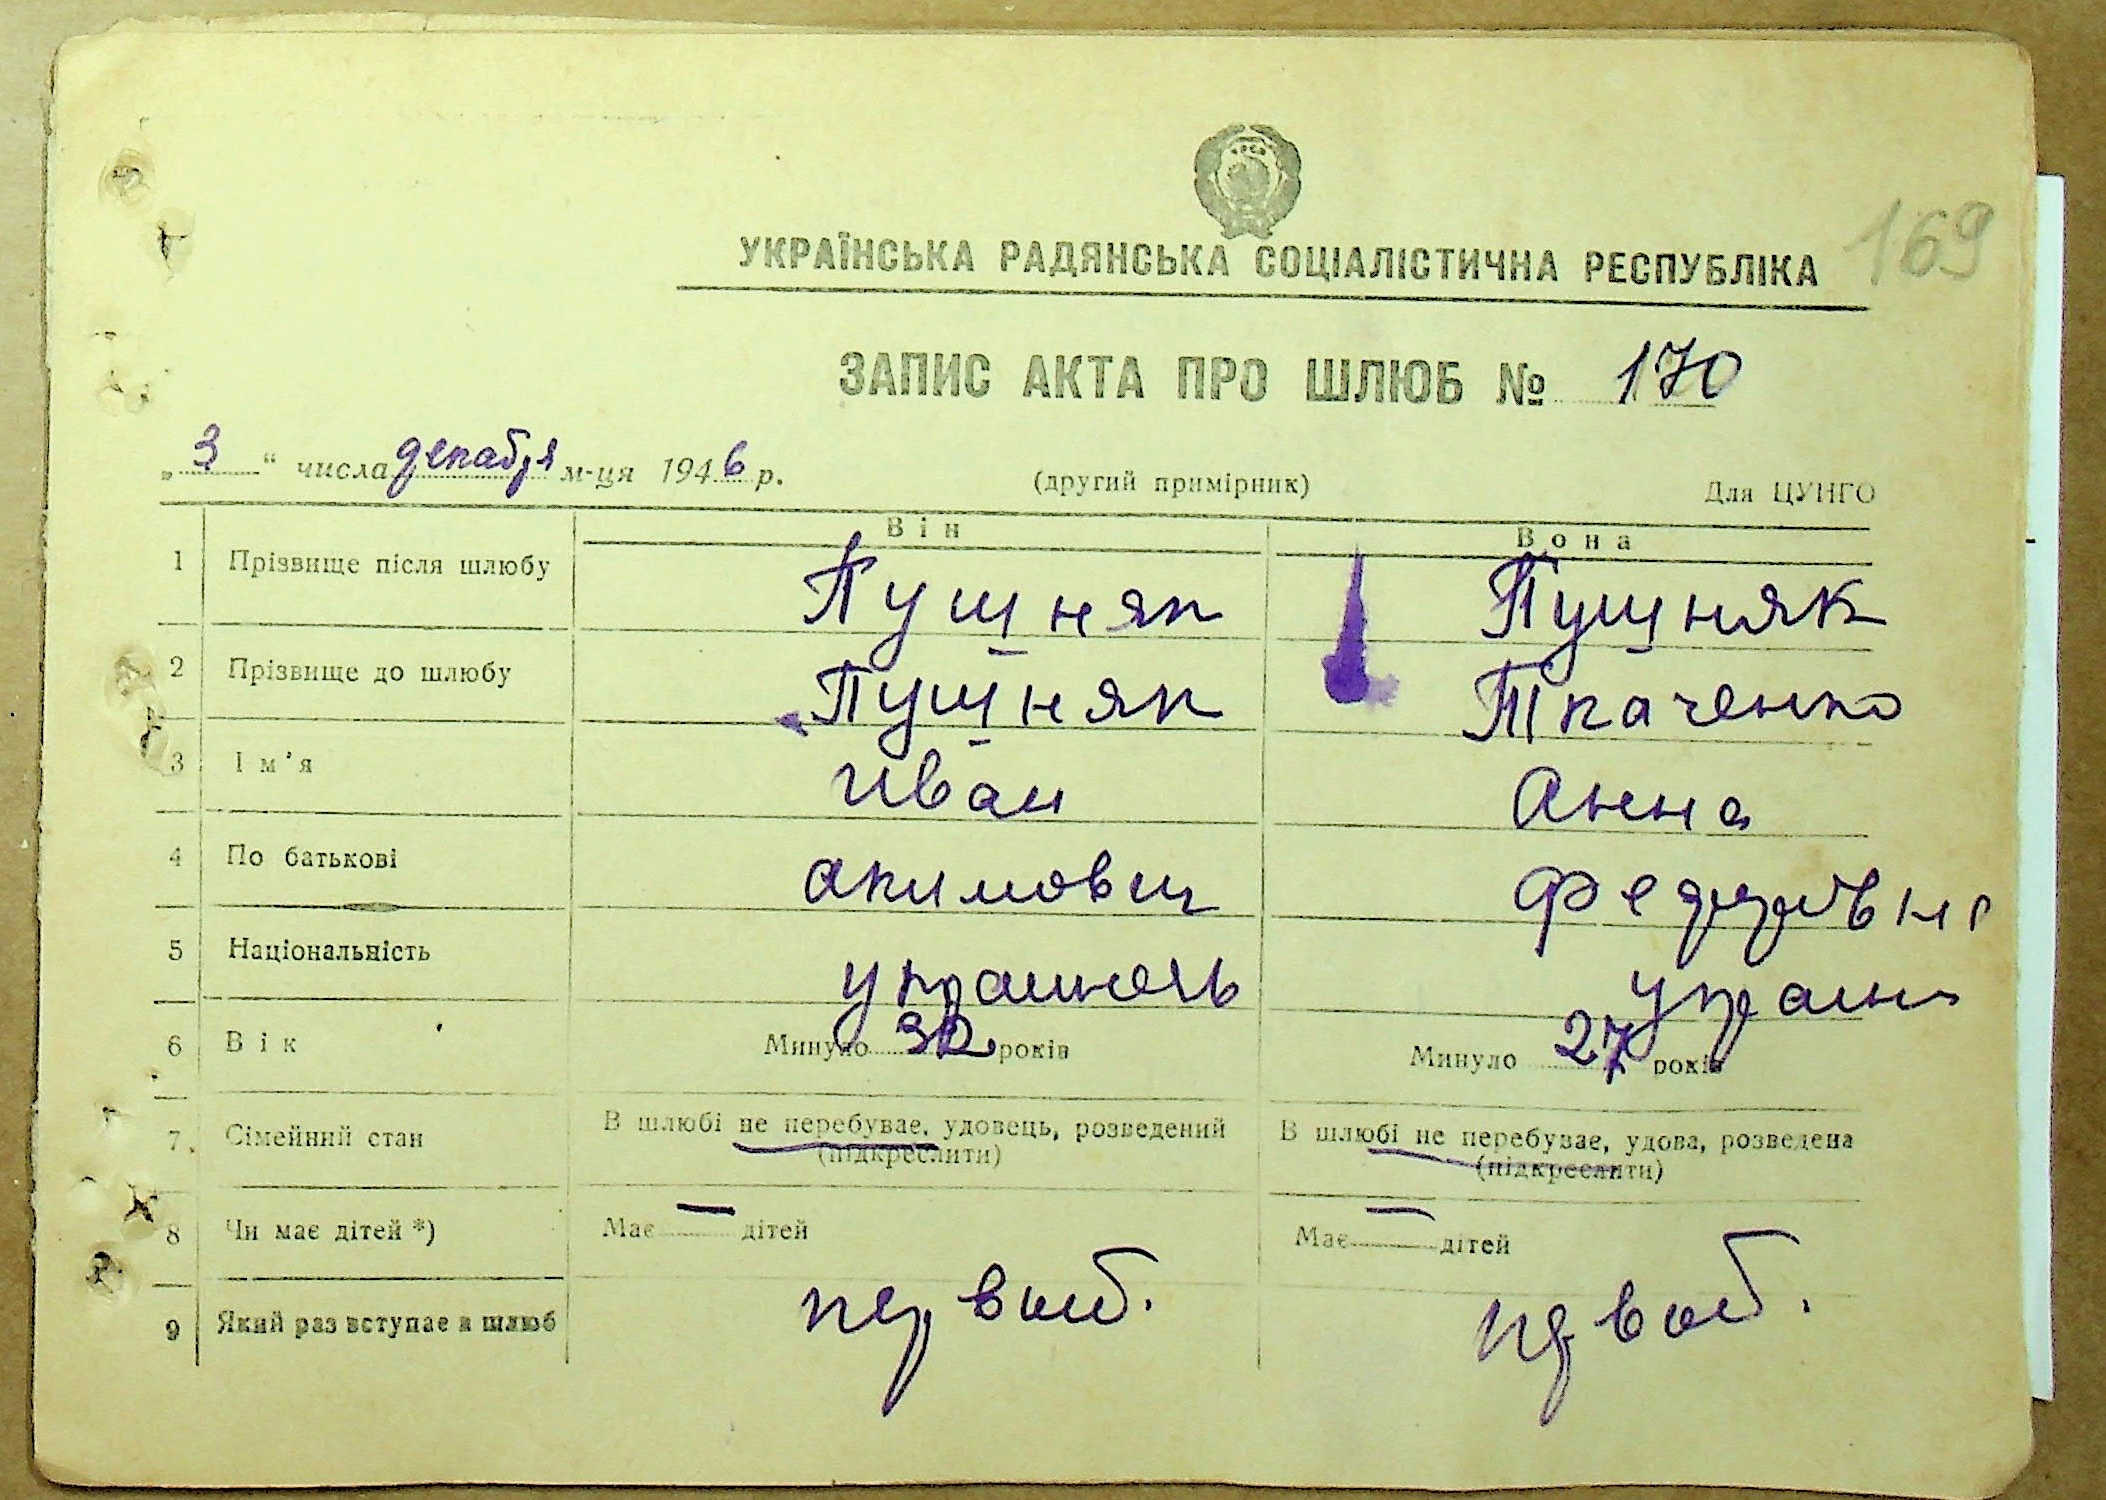 169
УКРАЇНСЬКА РАДЯНСЬКА СОЦІАЛІСТИЧНА РЕСПУБЛІКА
ЗАПИС АКТА ПРО ШЛЮБ № 170
„3“ числа декабря м-ця 1946 р. (другий примірник) Для ЦУНГО
Він Вона
1 Прізвище після шлюбу Пушняк Пушняк
2 Прізвище до шлюбу Пушняк Ткаченко
3 Ім'я Иван Анна
4 По батькові Акимович Федоровна
5 Національність
6 Вік Минуло 32 років Минуло 27 років
7. Сімейний стан В шлюбі не перебуває, удовець, розведений В шлюбі не перебуває, удова, розведена
(підкреслити) (підкреслити)
8 Чи має дітей *) Має — дітей Має — дітей
9 Який раз вступає в шлюб